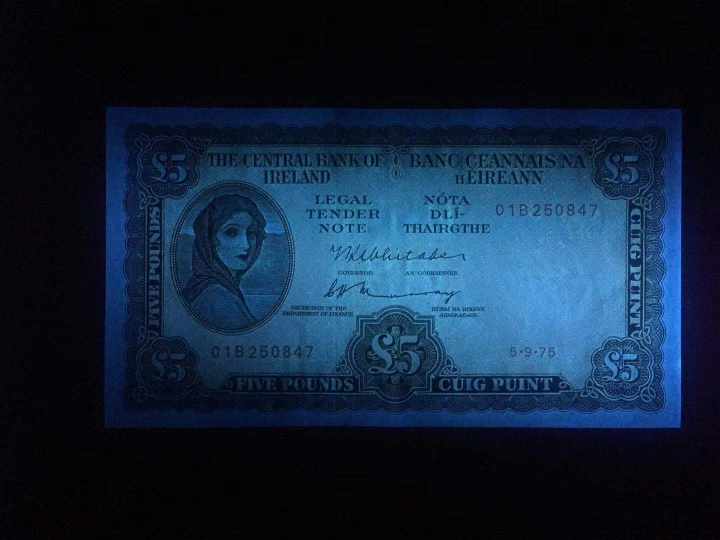 £5 THE CENTRAL BANK OF IRELAND BANC CEANNAIS NA hÉIREANN £5
LEGAL TENDER NOTE
NÓTA DLÍ-THAIRGTHE
01B250847
FIVE POUNDS
CÚIG PUINT
GOVERNOR.
AN GOBHARNÓIR.
SECRETARY OF THE DEPARTMENT OF FINANCE.
RÚNAÍ NA ROINNE AIRGEADAIS.
01B250847
5·9·75
£5 FIVE POUNDS £5 CÚIG PUINT £5